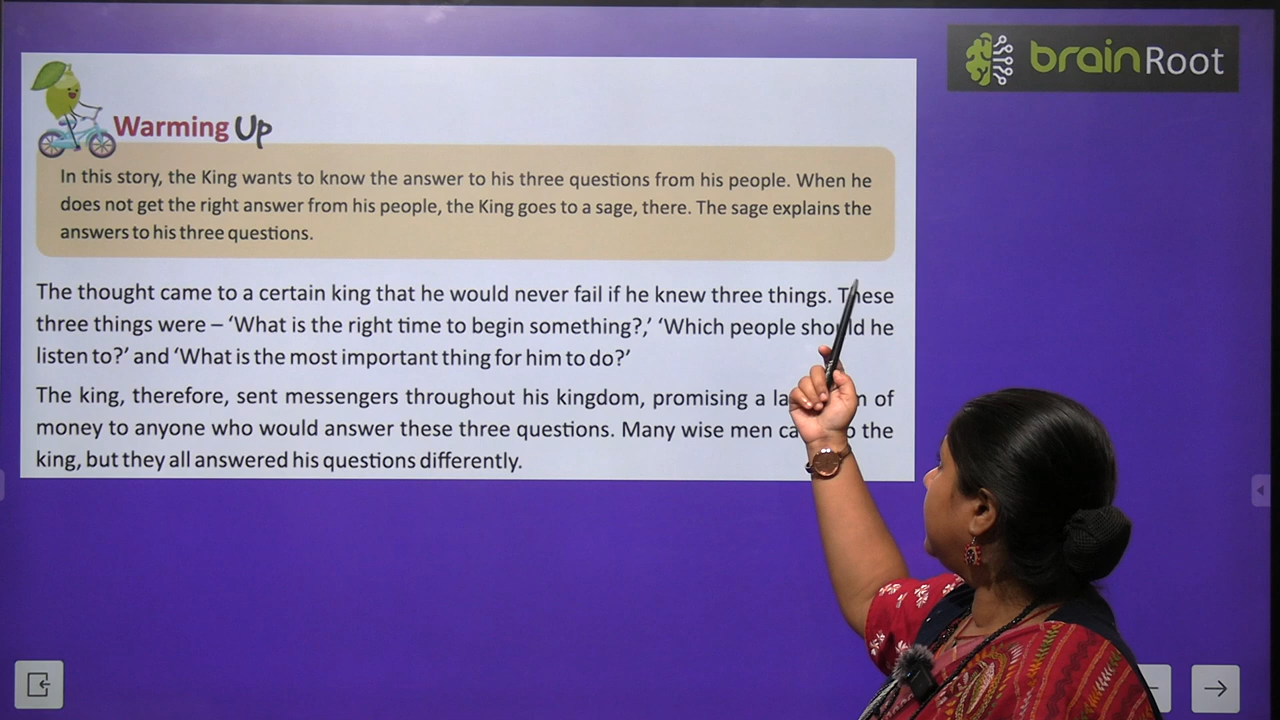 brainRoot
Warming Up
In this story, the King wants to know the answer to his three questions from his people. When he
does not get the right answer from his people, the King goes to a sage, there. The sage explains the
answers to his three questions.
The thought came to a certain king that he would never fail if he knew three things. These
three things were – ‘What is the right time to begin something?,’ ‘Which people should he
listen to?’ and ‘What is the most important thing for him to do?’
The king, therefore, sent messengers throughout his kingdom, promising a of
money to anyone who would answer these three questions. Many wise men the
king, but they all answered his questions differently.